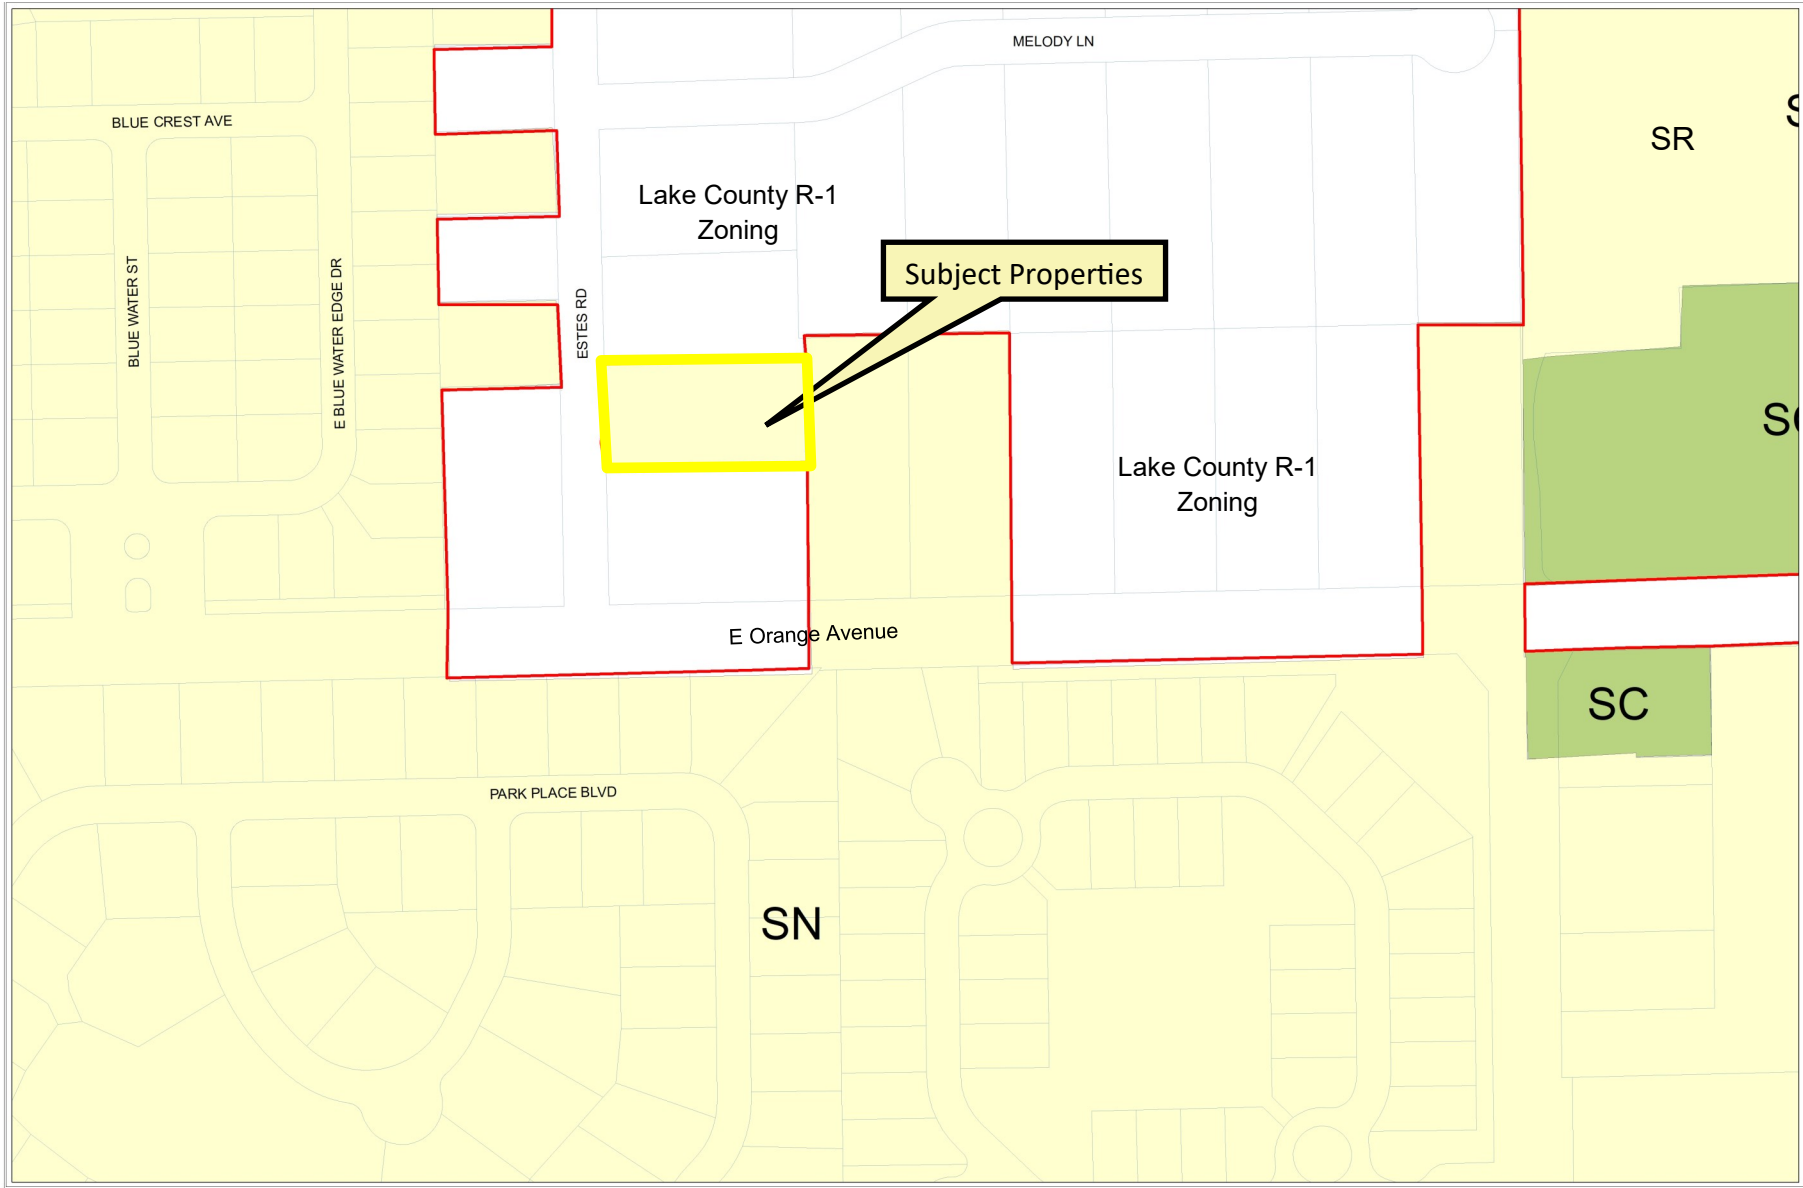 MELODY LN
BLUE CREST AVE
SR
Lake County R-1
Zoning
Subject Properties
BLUE WATER ST
E BLUE WATER EDGE DR
ESTES RD
Lake County R-1
Zoning
E Orange Avenue
SC
PARK PLACE BLVD
SN